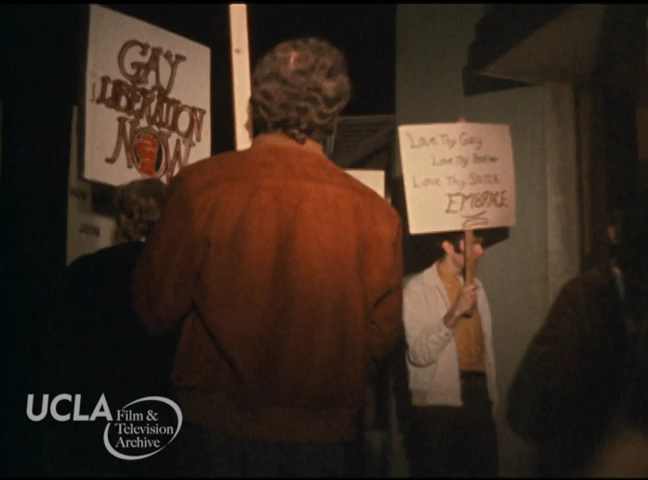 GAY
LIBERATION
NOW
Love Thy Gay
Love Thy Brother
Love Thy SISTER
EMBRACE
UCLA
Film &
Television
Archive